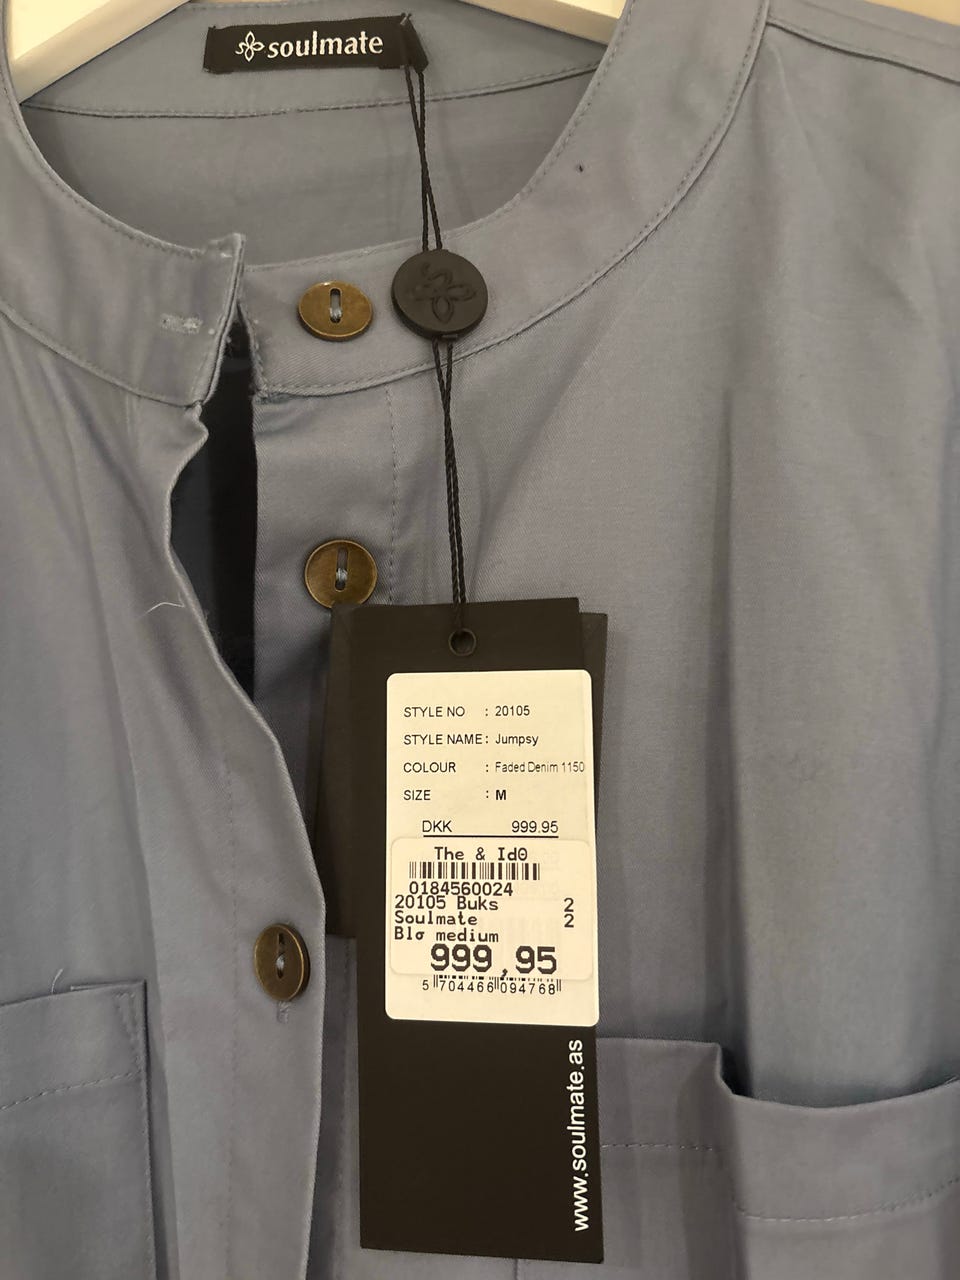 soulmate
STYLE NO : 20105
STYLE NAME : Jumpsy
COLOUR : Faded Denim 1150
SIZE : M
DKK 999.95
The & Id0
0184560024
20105 Buks 2
Soulmate 2
Blσ medium
999,95
5 704466 094768
www.soulmate.as